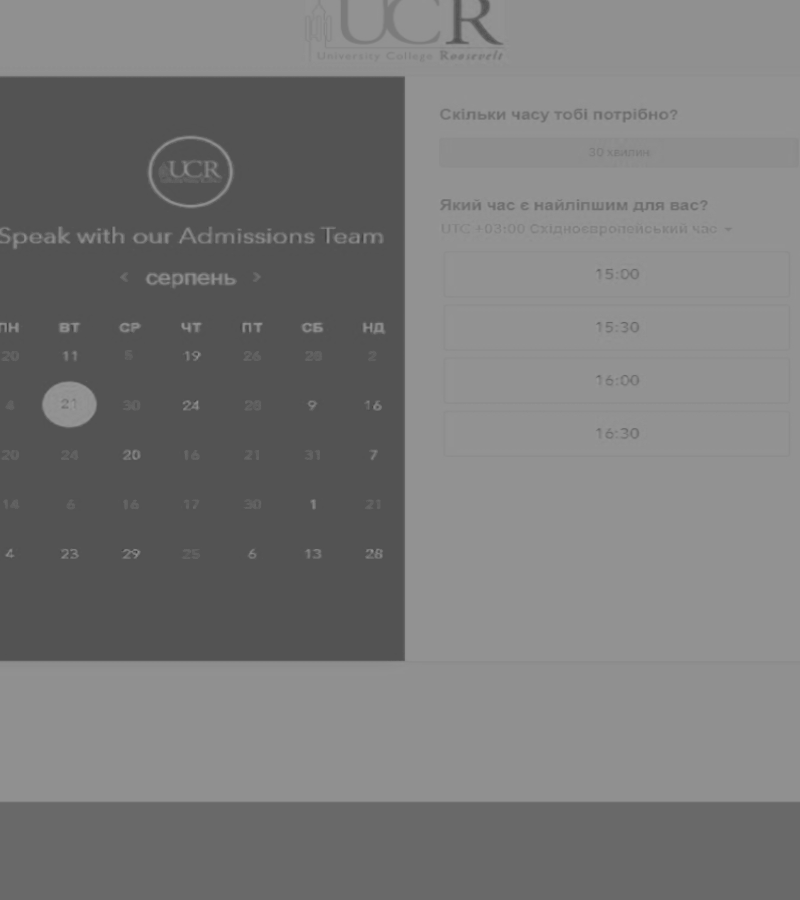 UCR
University College Roosevelt
UCR
Speak with our Admissions Team
< серпень >
ПН ВТ СР ЧТ ПТ СБ НД
20 11 5 19 26 28 2
4 21 30 24 28 9 16
20 24 20 16 21 31 7
14 6 16 17 30 1 21
4 23 29 25 6 13 28
Скільки часу тобі потрібно?
30 хвилин
Який час є найліпшим для вас?
UTC +03:00 Східноєвропейський час
15:00
15:30
16:00
16:30